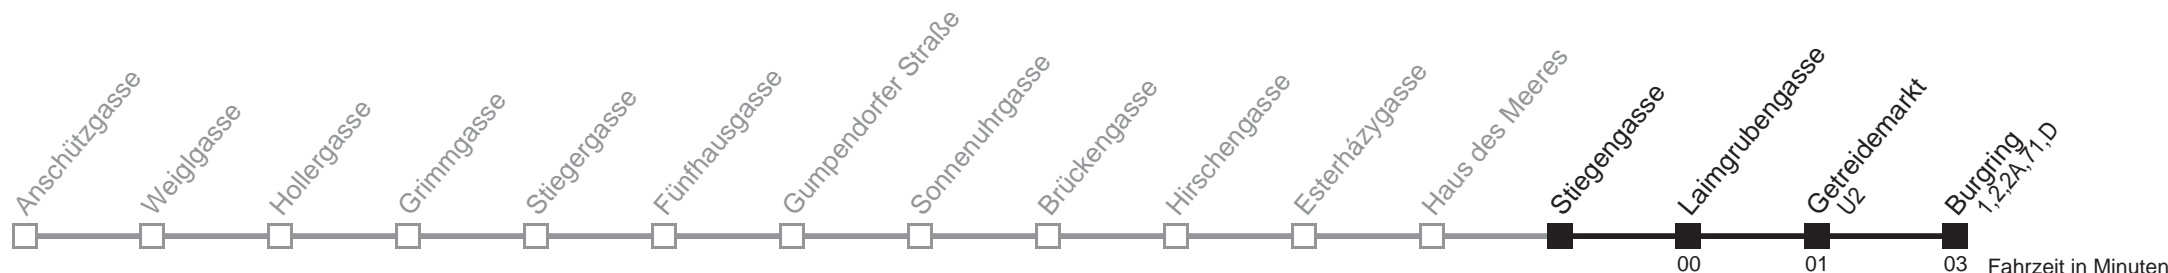 Anschützgasse
Weiglgasse
Hollergasse
Grimmgasse
Stiegergasse
Fünfhausgasse
Gumpendorfer Straße
Sonnenuhrgasse
Brückengasse
Hirschengasse
Esterházygasse
Haus des Meeres
Stiegengasse
Laimgrubengasse
Getreidemarkt
U2
Burgring
1,2,2A,71,D
00
01
03
Fahrzeit in Minuten